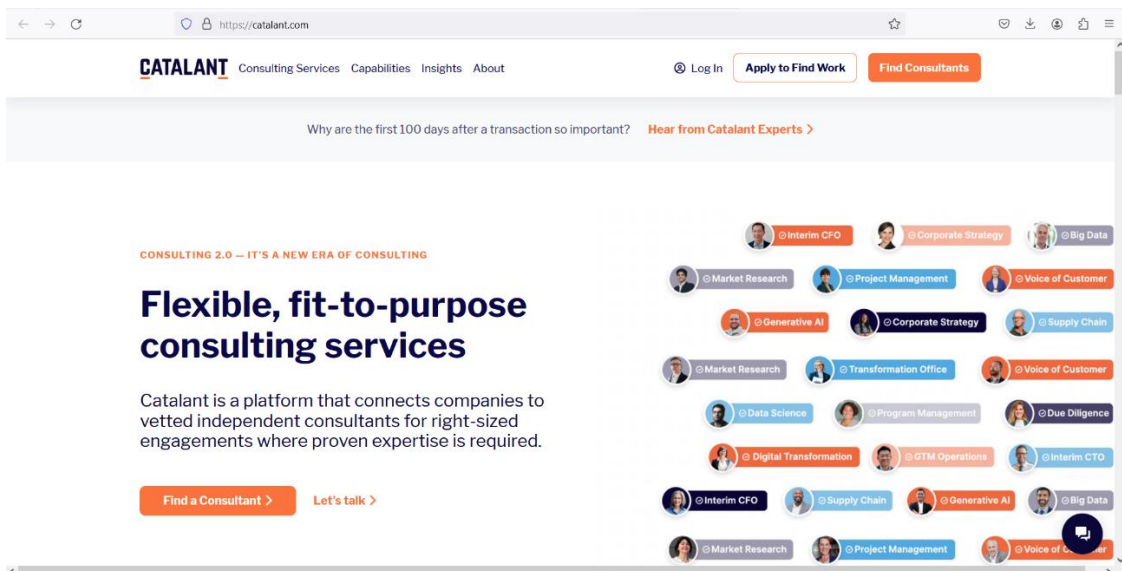 https://catalant.com
CATALANT Consulting Services Capabilities Insights About Log In Apply to Find Work Find Consultants
Why are the first 100 days after a transaction so important? Hear from Catalant Experts >
CONSULTING 2.0 — IT'S A NEW ERA OF CONSULTING
Flexible, fit-to-purpose
consulting services
Catalant is a platform that connects companies to
vetted independent consultants for right-sized
engagements where proven expertise is required.
Find a Consultant > Let's talk >
Interim CFO Corporate Strategy Big Data
Market Research Project Management Voice of Customer
Generative AI Corporate Strategy Supply Chain
Market Research Transformation Office Voice of Customer
Data Science Program Management Due Diligence
Digital Transformation GTM Operations Interim CTO
Interim CFO Supply Chain Generative AI Big Data
Market Research Project Management Voice of